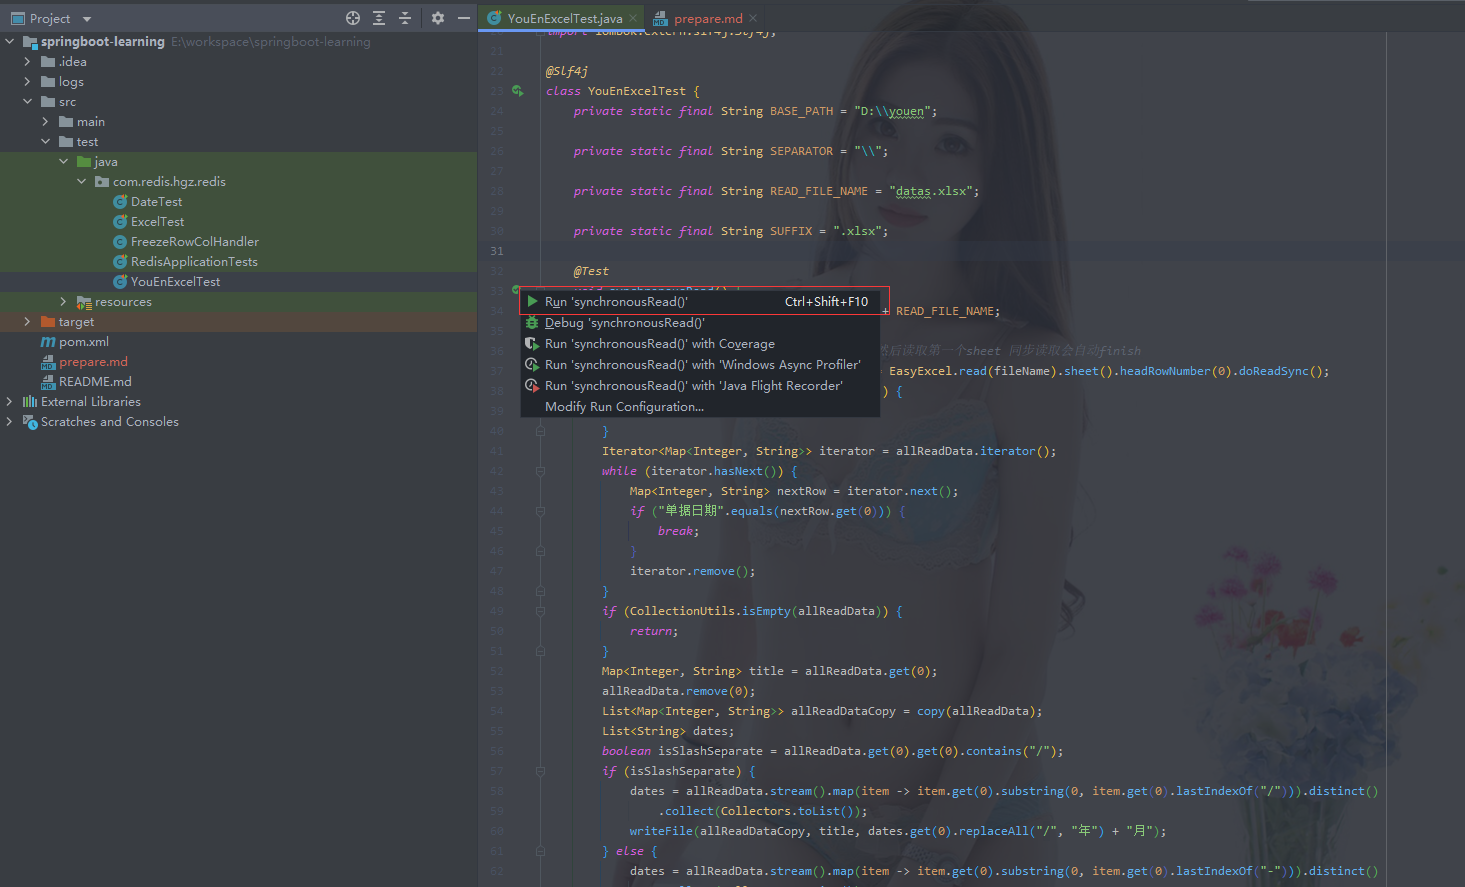 Project
springboot-learning E:\workspace\springboot-learning
.idea
logs
src
main
test
java
com.redis.hgz.redis
DateTest
ExcelTest
FreezeRowColHandler
RedisApplicationTests
YouEnExcelTest
resources
target
pom.xml
prepare.md
README.md
External Libraries
Scratches and Consoles
YouEnExcelTest.java
prepare.md
import lombok.extern.slf4j.Slf4j;
21
22 @Slf4j
23 class YouEnExcelTest {
24 private static final String BASE_PATH = "D:\\youen";
25
26 private static final String SEPARATOR = "\\";
27
28 private static final String READ_FILE_NAME = "datas.xlsx";
29
30 private static final String SUFFIX = ".xlsx";
31
32 @Test
33 void synchronousRead() {
Run 'synchronousRead()' Ctrl+Shift+F10
34 + READ_FILE_NAME;
Debug 'synchronousRead()'
35
Run 'synchronousRead()' with Coverage
36 然后读取第一个sheet 同步读取会自动finish
Run 'synchronousRead()' with 'Windows Async Profiler'
37 EasyExcel.read(fileName).sheet().headRowNumber(0).doReadSync();
Run 'synchronousRead()' with 'Java Flight Recorder'
38 ) {
Modify Run Configuration...
39
40 }
41 Iterator<Map<Integer, String>> iterator = allReadData.iterator();
42 while (iterator.hasNext()) {
43 Map<Integer, String> nextRow = iterator.next();
44 if ("单据日期".equals(nextRow.get(0))) {
45 break;
46 }
47 iterator.remove();
48 }
49 if (CollectionUtils.isEmpty(allReadData)) {
50 return;
51 }
52 Map<Integer, String> title = allReadData.get(0);
53 allReadData.remove(0);
54 List<Map<Integer, String>> allReadDataCopy = copy(allReadData);
55 List<String> dates;
56 boolean isSlashSeparate = allReadData.get(0).get(0).contains("/");
57 if (isSlashSeparate) {
58 dates = allReadData.stream().map(item -> item.get(0).substring(0, item.get(0).lastIndexOf("/"))).distinct()
59 .collect(Collectors.toList());
60 writeFile(allReadDataCopy, title, dates.get(0).replaceAll("/", "年") + "月");
61 } else {
62 dates = allReadData.stream().map(item -> item.get(0).substring(0, item.get(0).lastIndexOf("-"))).distinct()